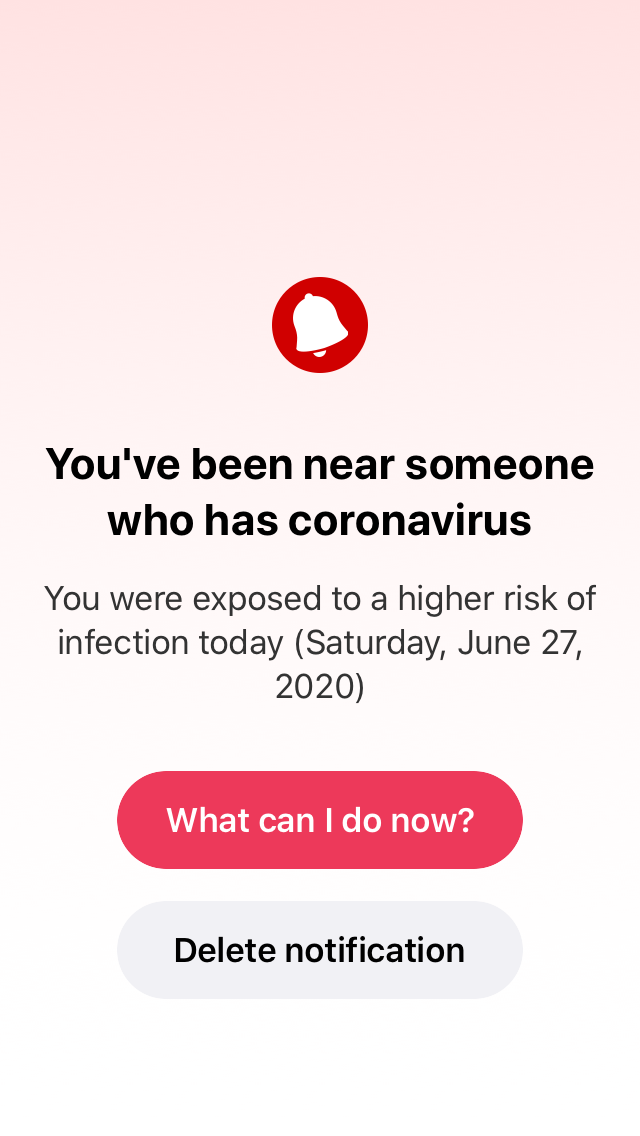 You've been near someone
who has coronavirus
You were exposed to a higher risk of
infection today (Saturday, June 27,
2020)
What can I do now?
Delete notification